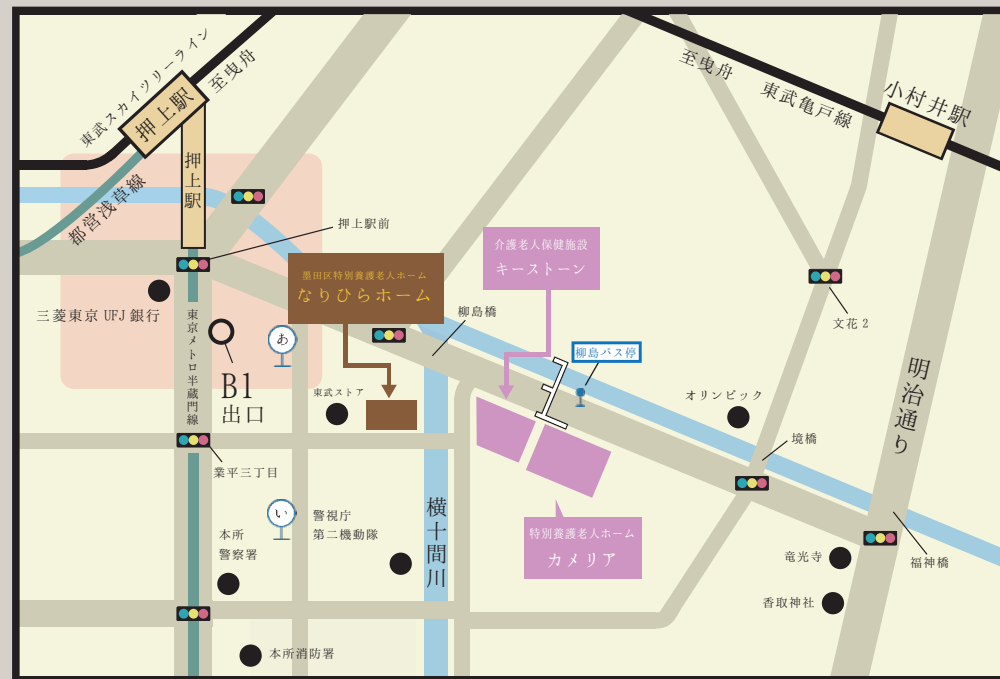 東武スカイツリーライン
至曳舟
押上駅
押上駅
都営浅草線
至曳舟
東武亀戸線
小村井駅
押上駅前
三菱東京 UFJ 銀行
東京メトロ半蔵門線
B1
出口
あ
墨田区特別養護老人ホーム
なりひらホーム
介護老人保健施設
キーストーン
柳島橋
柳島バス停
東武ストア
文花 2
オリンピック
明治通り
境橋
業平三丁目
い
本所
警察署
警視庁
第二機動隊
横十間川
特別養護老人ホーム
カメリア
竜光寺
福神橋
香取神社
本所消防署